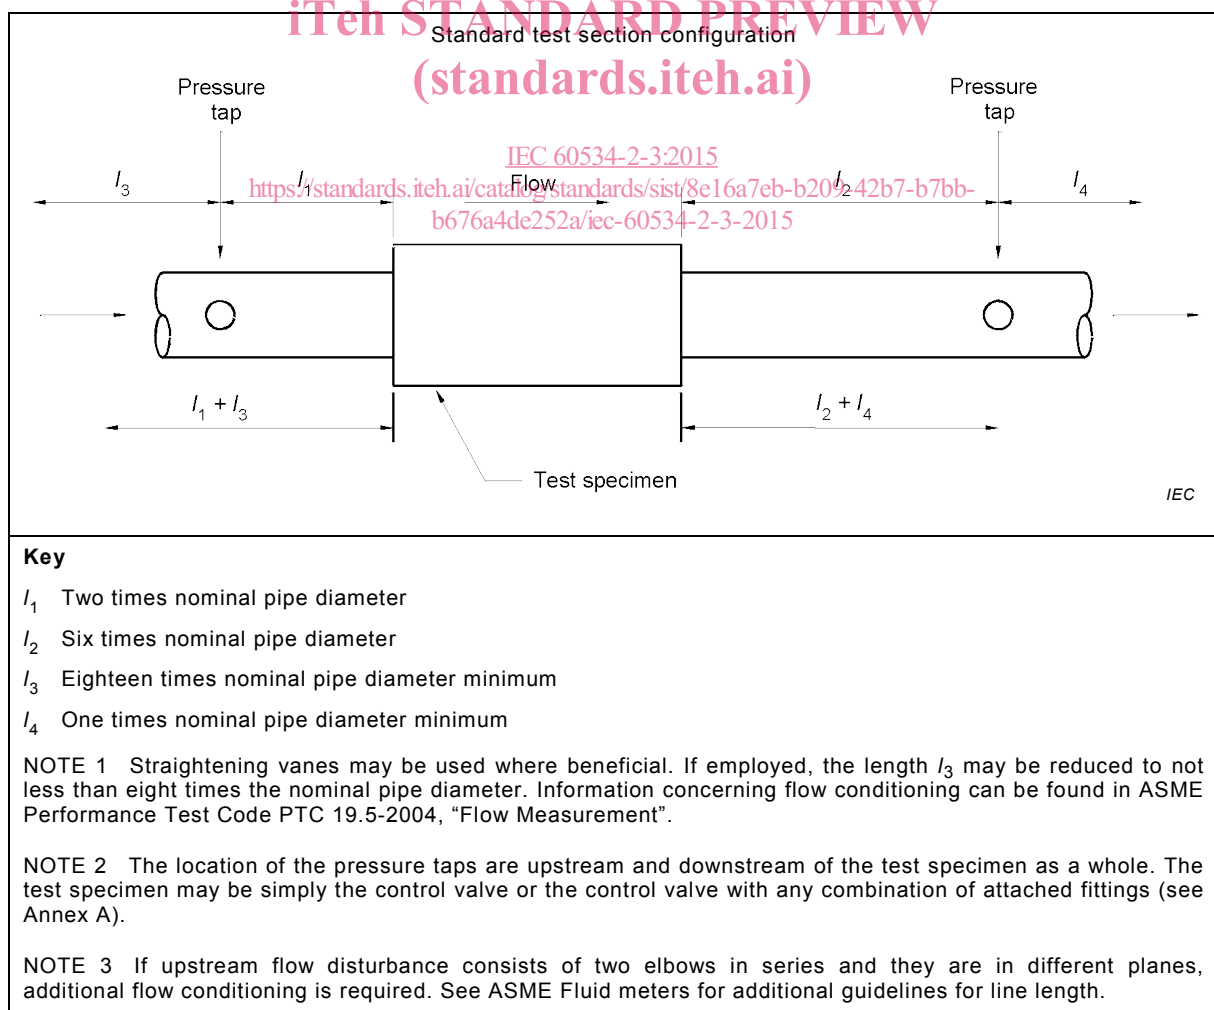 iTeh STANDARD PREVIEW
Standard test section configuration
(standards.iteh.ai)
Pressure tap
Pressure tap
IEC 60534-2-3:2015
l3
l1
Flow
l2
l4
https://standards.iteh.ai/catalog/standards/sist/8e16a7eb-b209-42b7-b7bb-
b676a4de252a/iec-60534-2-3-2015
l1 + l3
l2 + l4
Test specimen
IEC
Key
l1 Two times nominal pipe diameter
l2 Six times nominal pipe diameter
l3 Eighteen times nominal pipe diameter minimum
l4 One times nominal pipe diameter minimum
NOTE 1 Straightening vanes may be used where beneficial. If employed, the length l3 may be reduced to not
less than eight times the nominal pipe diameter. Information concerning flow conditioning can be found in ASME
Performance Test Code PTC 19.5-2004, “Flow Measurement”.
NOTE 2 The location of the pressure taps are upstream and downstream of the test specimen as a whole. The
test specimen may be simply the control valve or the control valve with any combination of attached fittings (see
Annex A).
NOTE 3 If upstream flow disturbance consists of two elbows in series and they are in different planes,
additional flow conditioning is required. See ASME Fluid meters for additional guidelines for line length.